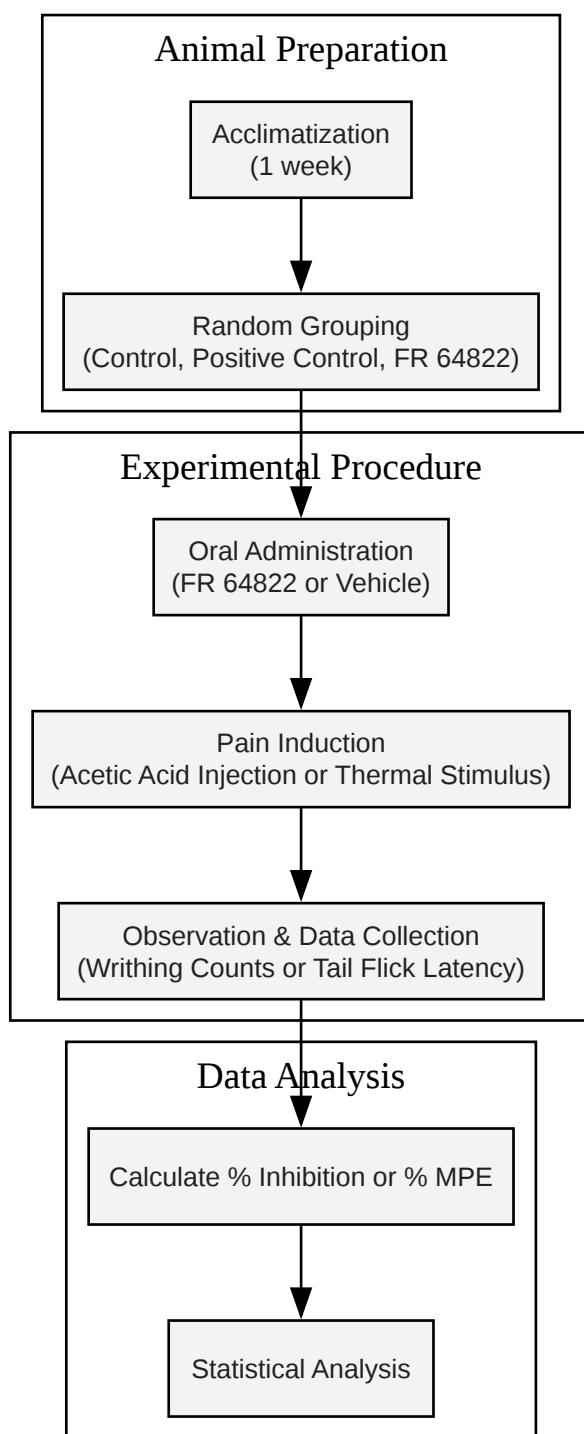 Animal Preparation
Acclimatization
(1 week)
Random Grouping
(Control, Positive Control, FR 64822)
Experimental Procedure
Oral Administration
(FR 64822 or Vehicle)
Pain Induction
(Acetic Acid Injection or Thermal Stimulus)
Observation & Data Collection
(Writhing Counts or Tail Flick Latency)
Data Analysis
Calculate % Inhibition or % MPE
Statistical Analysis